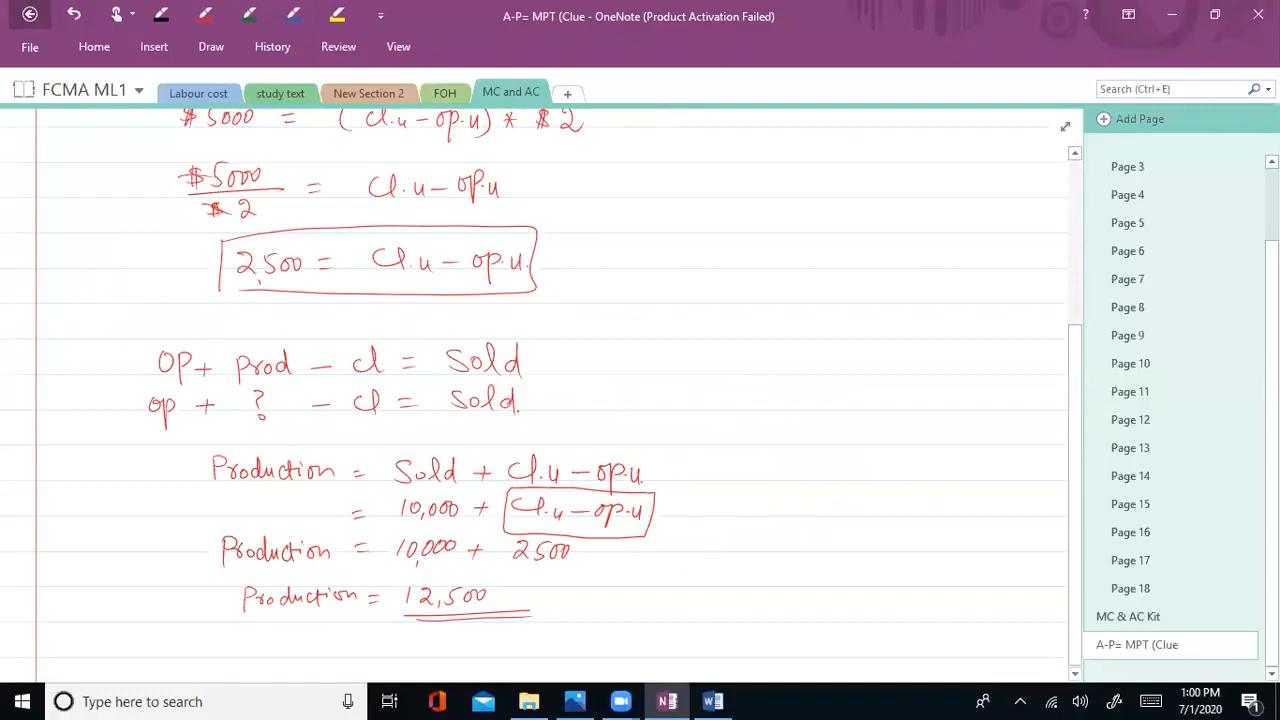 A-P= MPT (Clue - OneNote (Product Activation Failed)
File Home Insert Draw History Review View
FCMA ML1 Labour cost study text New Section 2 FOH MC and AC Search (Ctrl+E)
$ 5000 = (Cl.u - op.u) * $ 2
$ 5000 / $ 2 = Cl.u - op.u
2,500 = Cl.u - op.u.
OP + prod - cl = Sold
op + ? - cl = Sold.
Production = Sold + Cl.u - op.u.
= 10,000 + Cl.u - op.u
Production = 10,000 + 2500
Production = 12,500
Add Page
Page 3
Page 4
Page 5
Page 6
Page 7
Page 8
Page 9
Page 10
Page 11
Page 12
Page 13
Page 14
Page 15
Page 16
Page 17
Page 18
MC & AC Kit
A-P= MPT (Clue
Type here to search
1:00 PM
7/1/2020